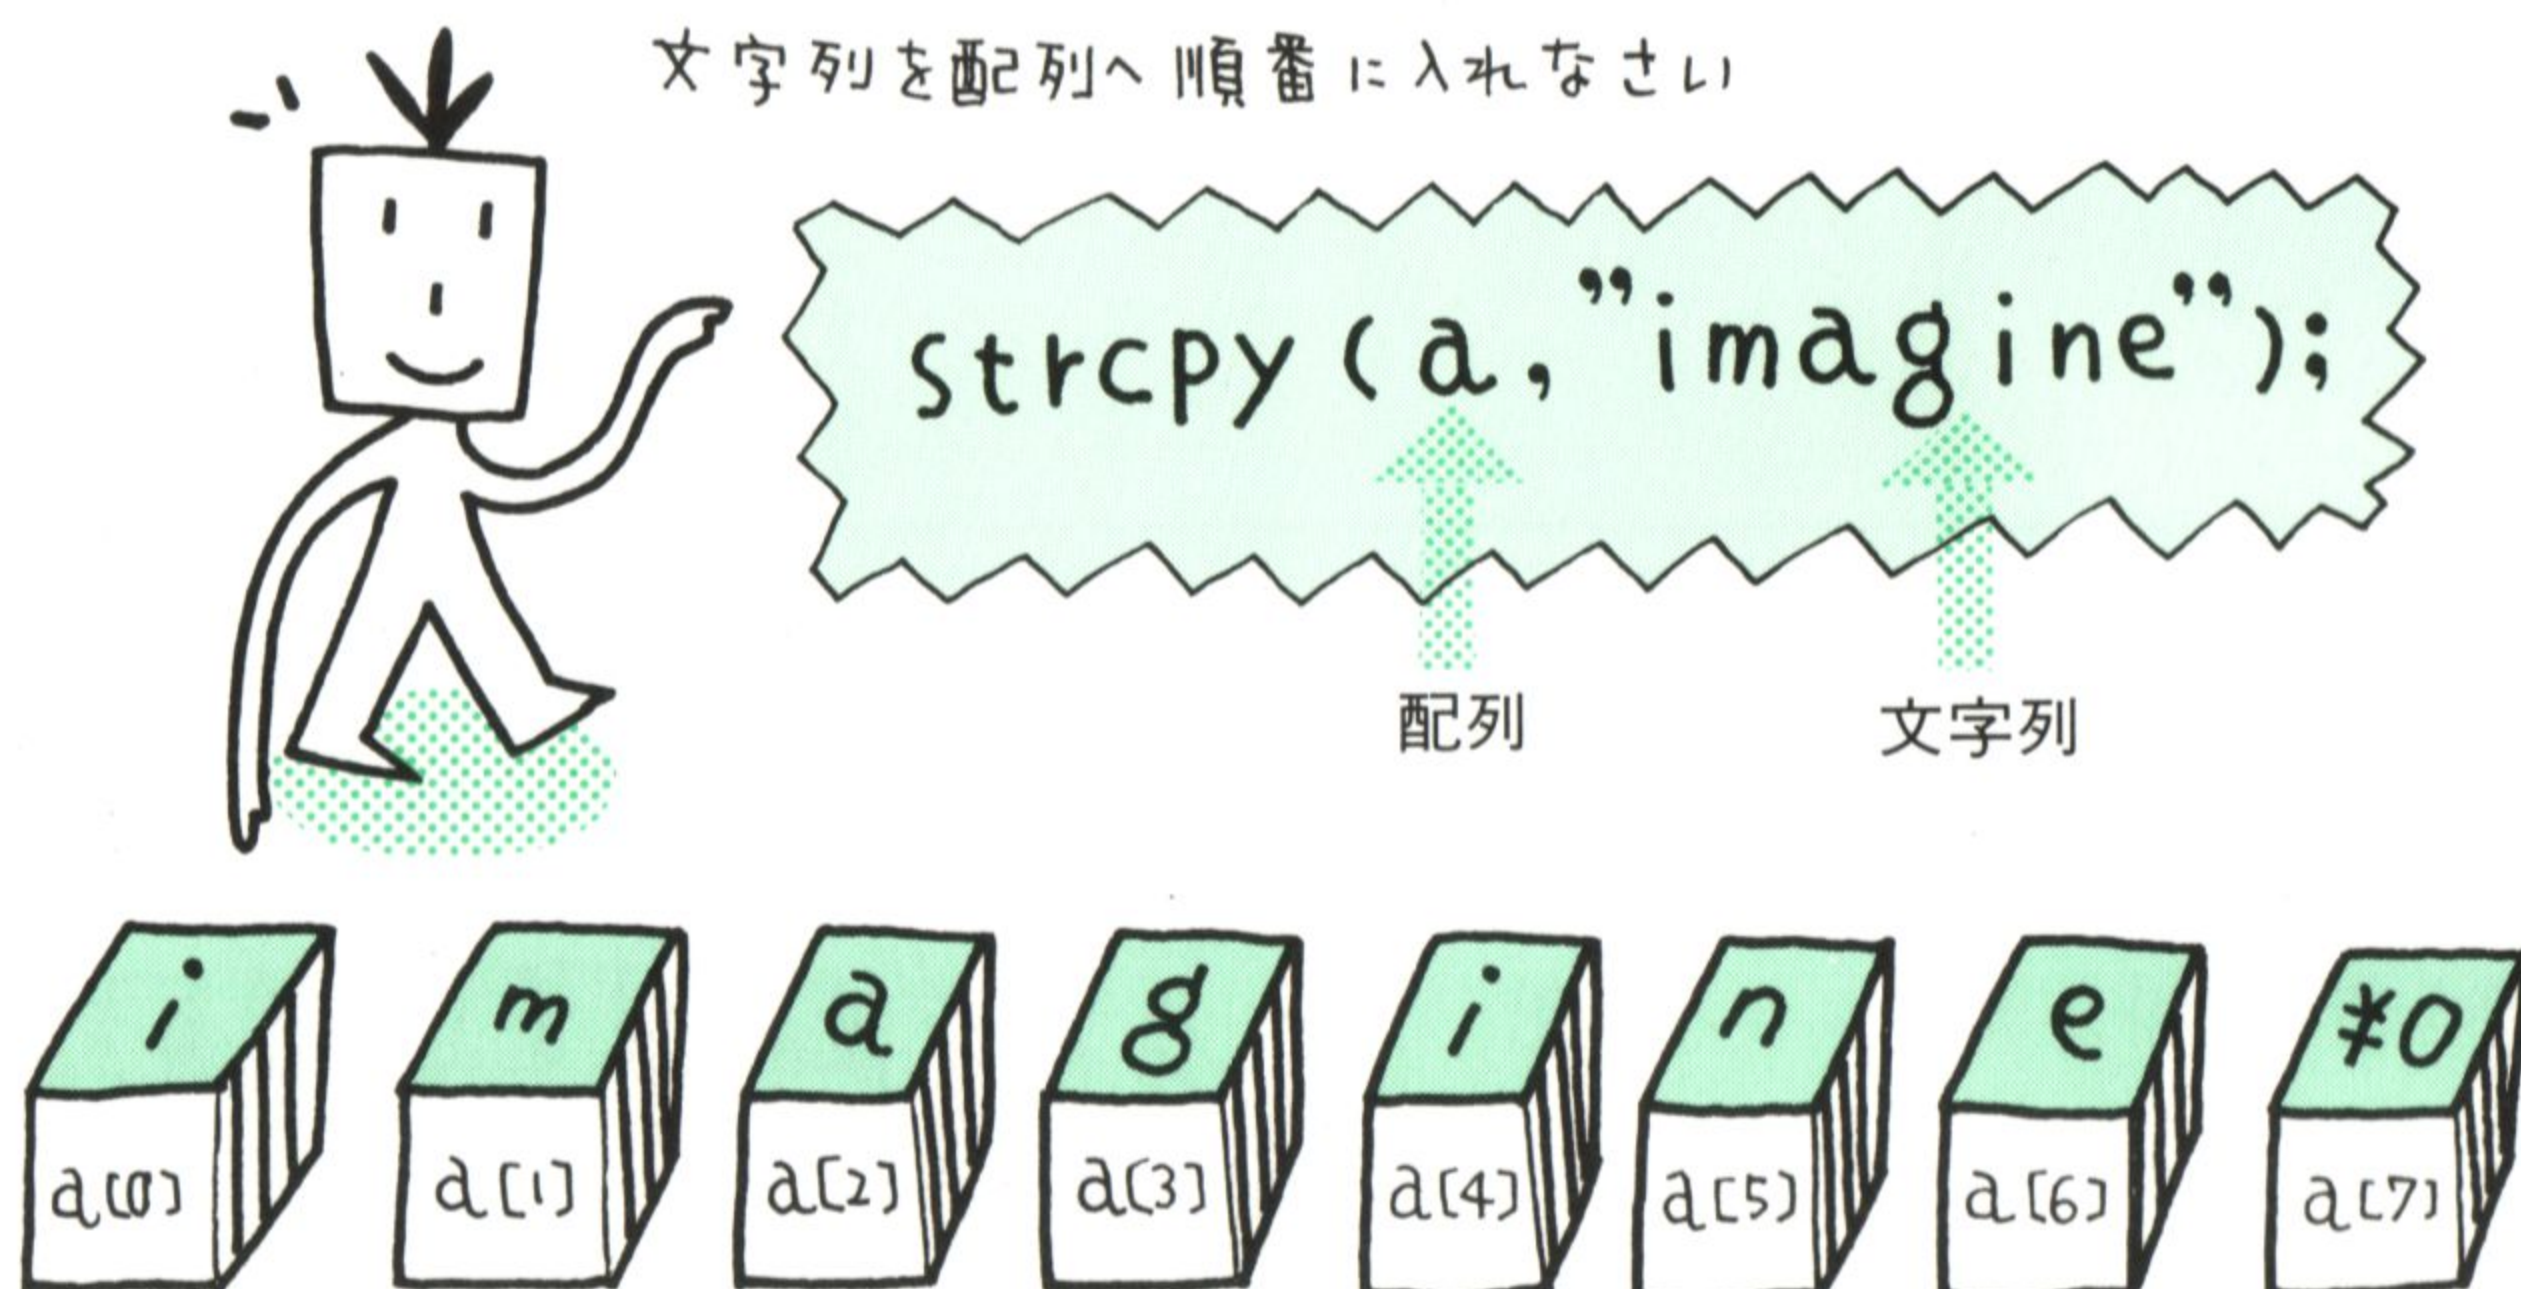 文字列を配列へ順番に入れなさい
strcpy(a,”imagine”);
配列 文字列
i m a g i n e ¥0
a[0] a[1] a[2] a[3] a[4] a[5] a[6] a[7]